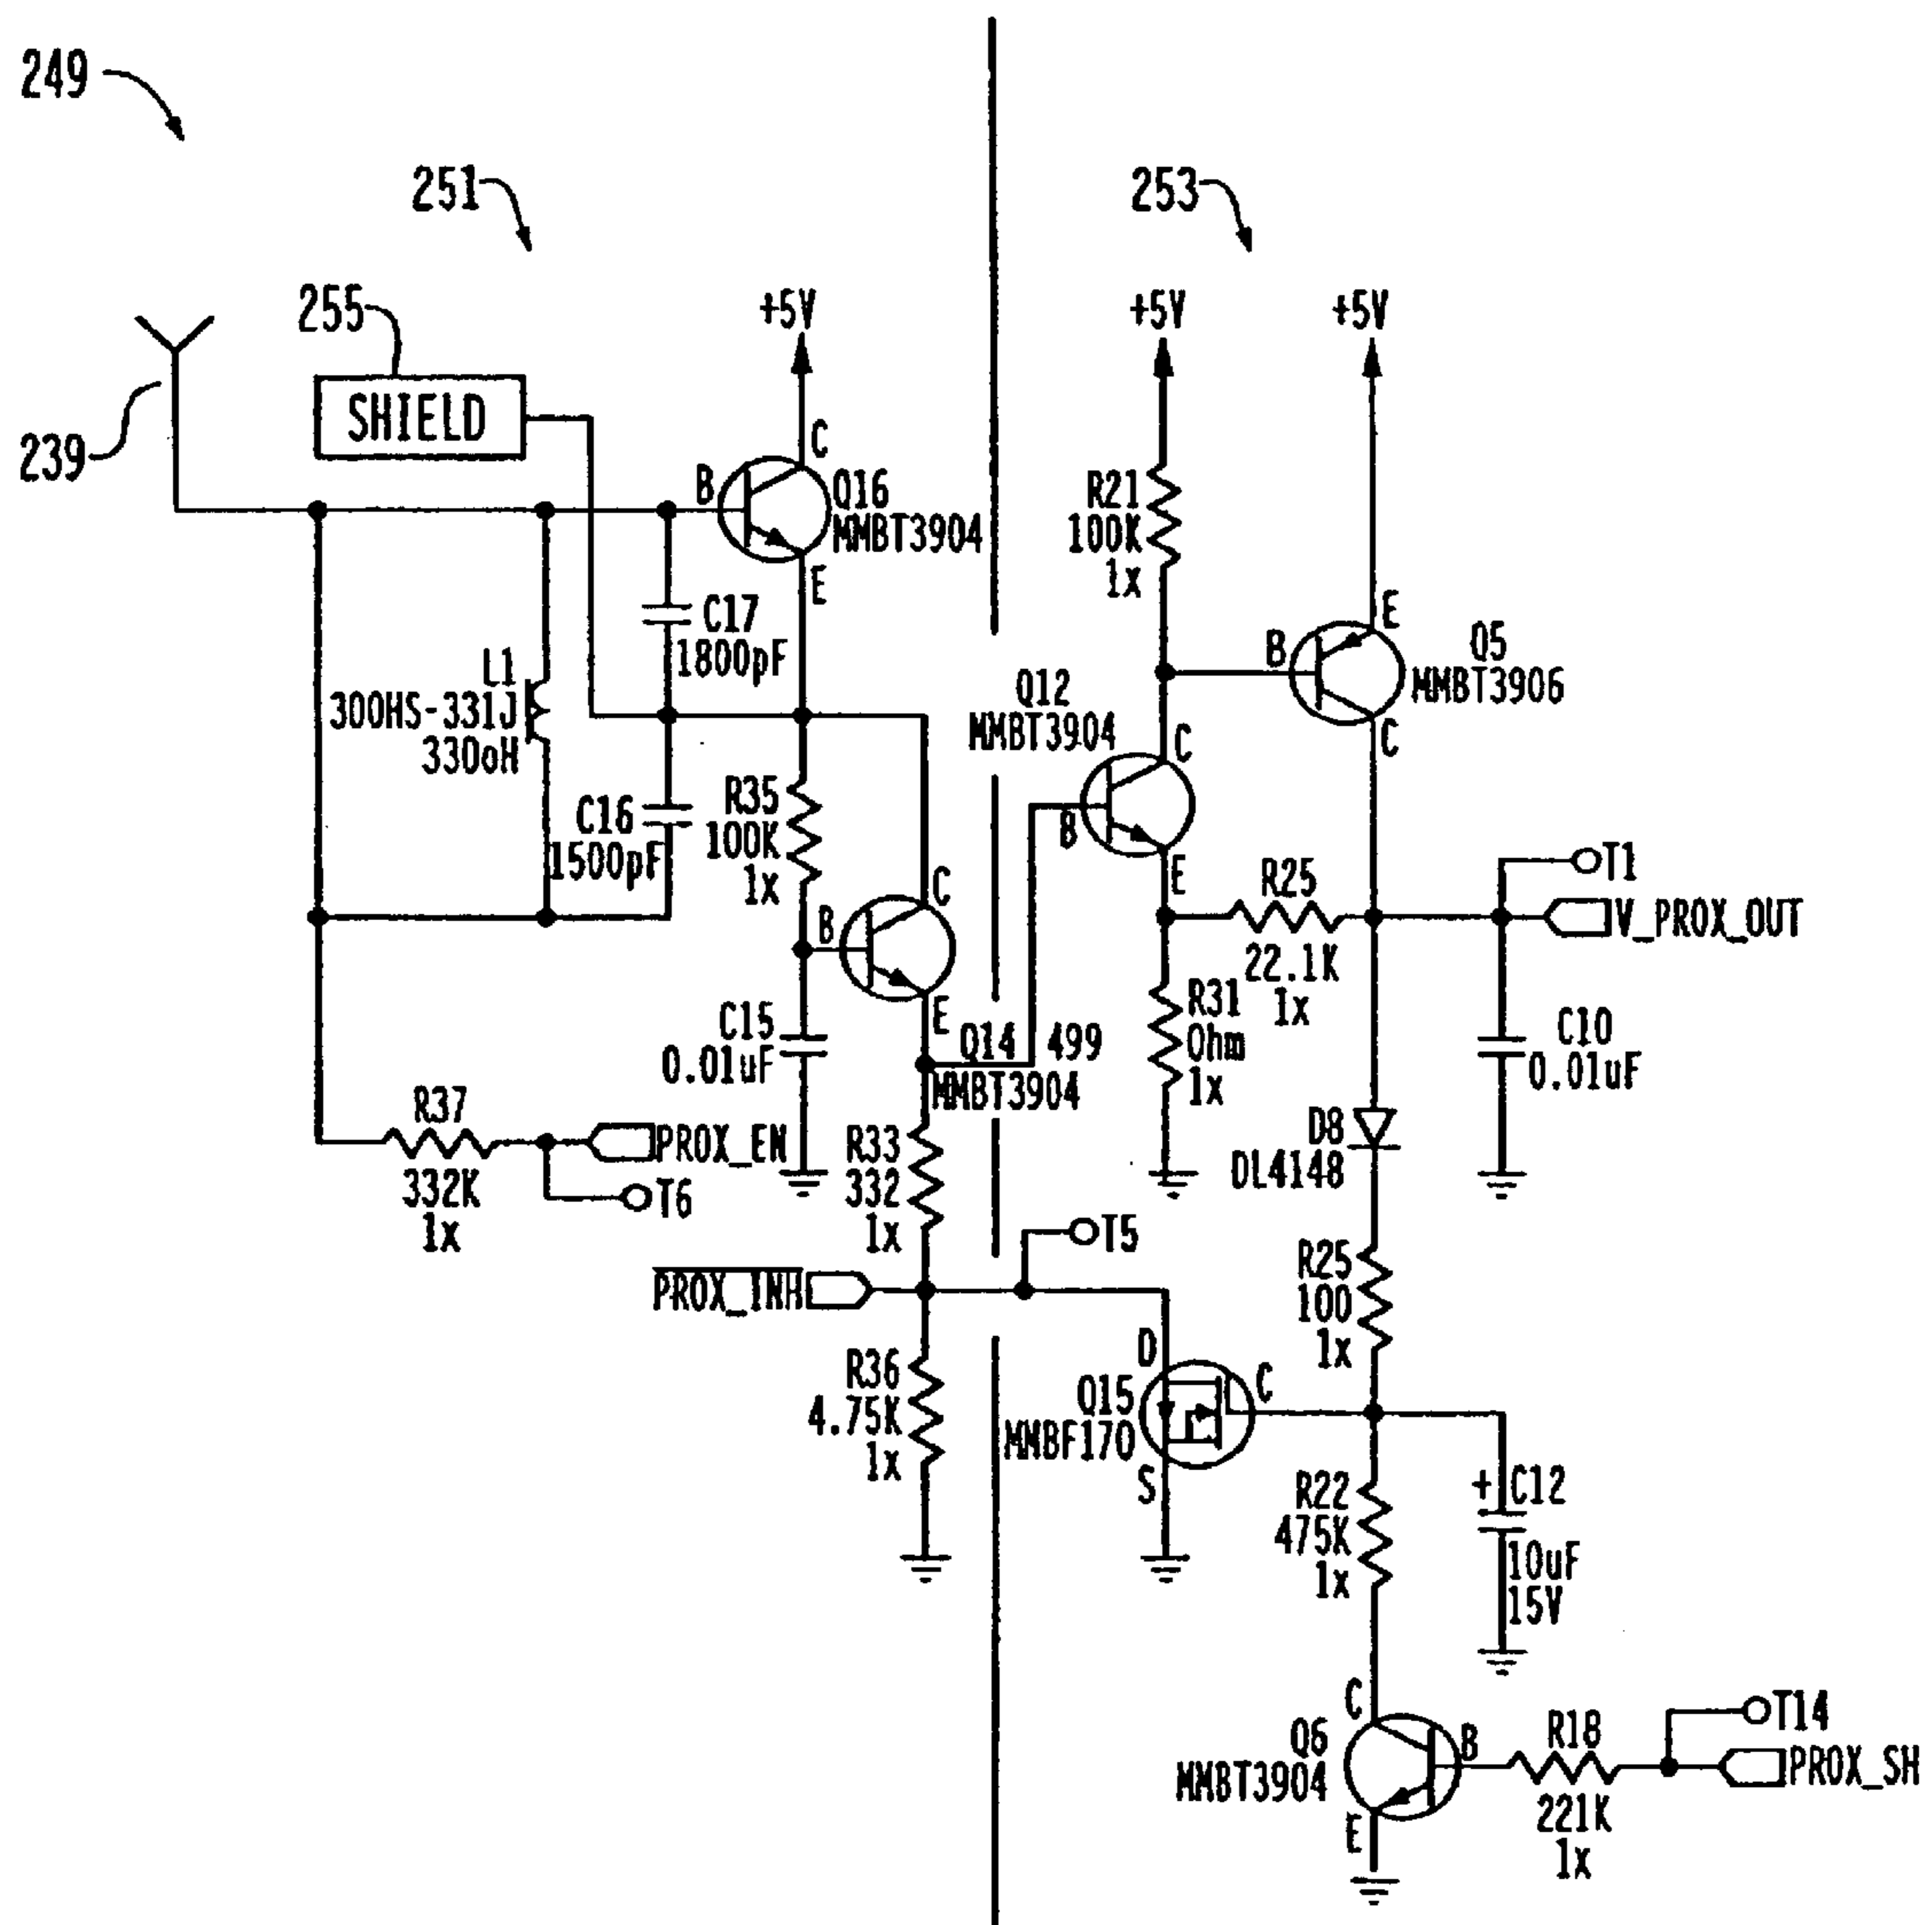 249
251
253
255
239
SHIELD
+5V
+5V
+5V
C
B
Q16
MMBT3904
E
C17
1800pF
L1
300HS-331J
330oH
C16
1500pF
R35
100K
1x
C
B
E
C15
0.01uF
Q14 499
MMBT3904
R37
332K
1x
PROX_EN
T6
R33
332
1x
PROX_INH
T5
R36
4.75K
1x
R21
100K
1x
E
B
Q5
MMBT3906
C
Q12
MMBT3904
C
B
E
R25
22.1K
1x
T1
V_PROX_OUT
R31
Ohm
1x
C10
0.01uF
D8
DL4148
R25
100
1x
D
C
Q15
MMBF170
S
R22
475K
1x
+ C12
10uF
15V
C
Q6
MMBT3904
B
E
R18
221K
1x
T14
PROX_SH